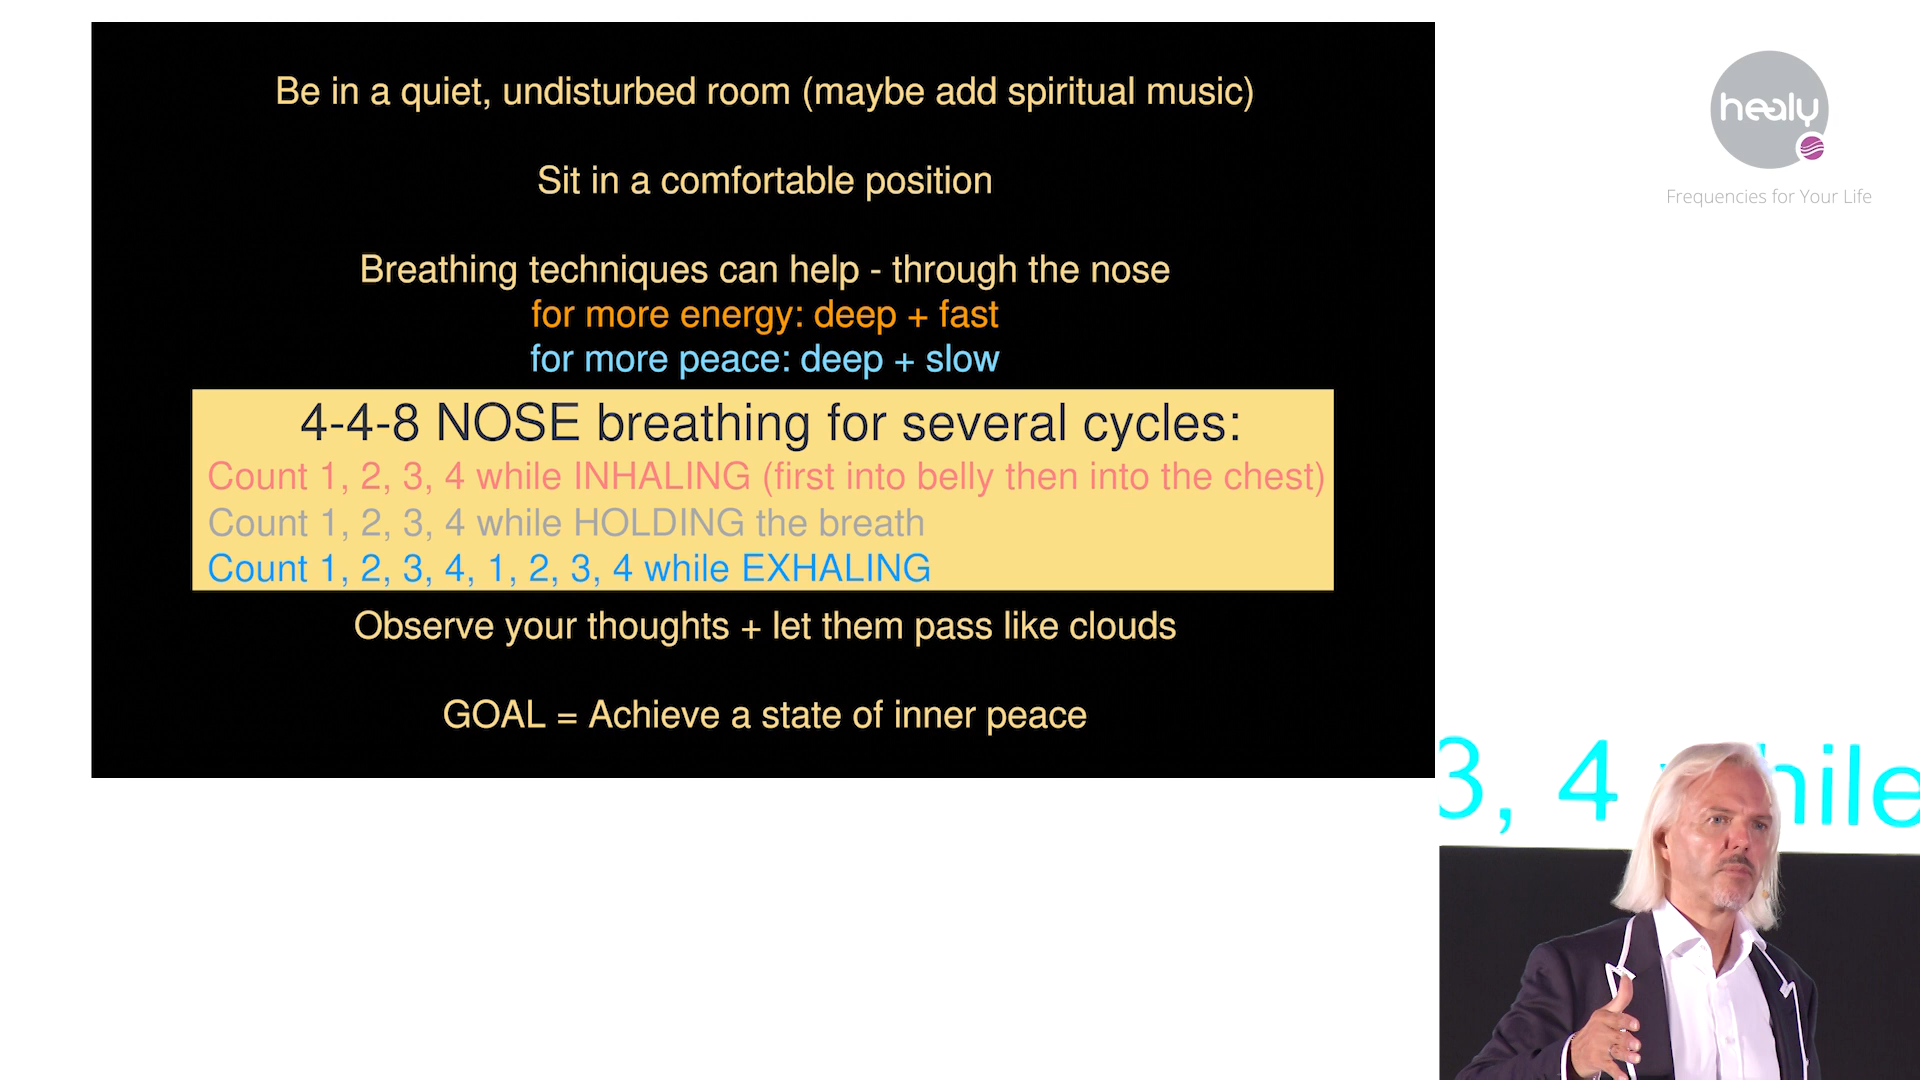 Be in a quiet, undisturbed room (maybe add spiritual music)
Sit in a comfortable position
Breathing techniques can help - through the nose
for more energy: deep + fast
for more peace: deep + slow
4-4-8 NOSE breathing for several cycles:
Count 1, 2, 3, 4 while INHALING (first into belly then into the chest)
Count 1, 2, 3, 4 while HOLDING the breath
Count 1, 2, 3, 4, 1, 2, 3, 4 while EXHALING
Observe your thoughts + let them pass like clouds
GOAL = Achieve a state of inner peace
healy
Frequencies for Your Life
3, 4 while